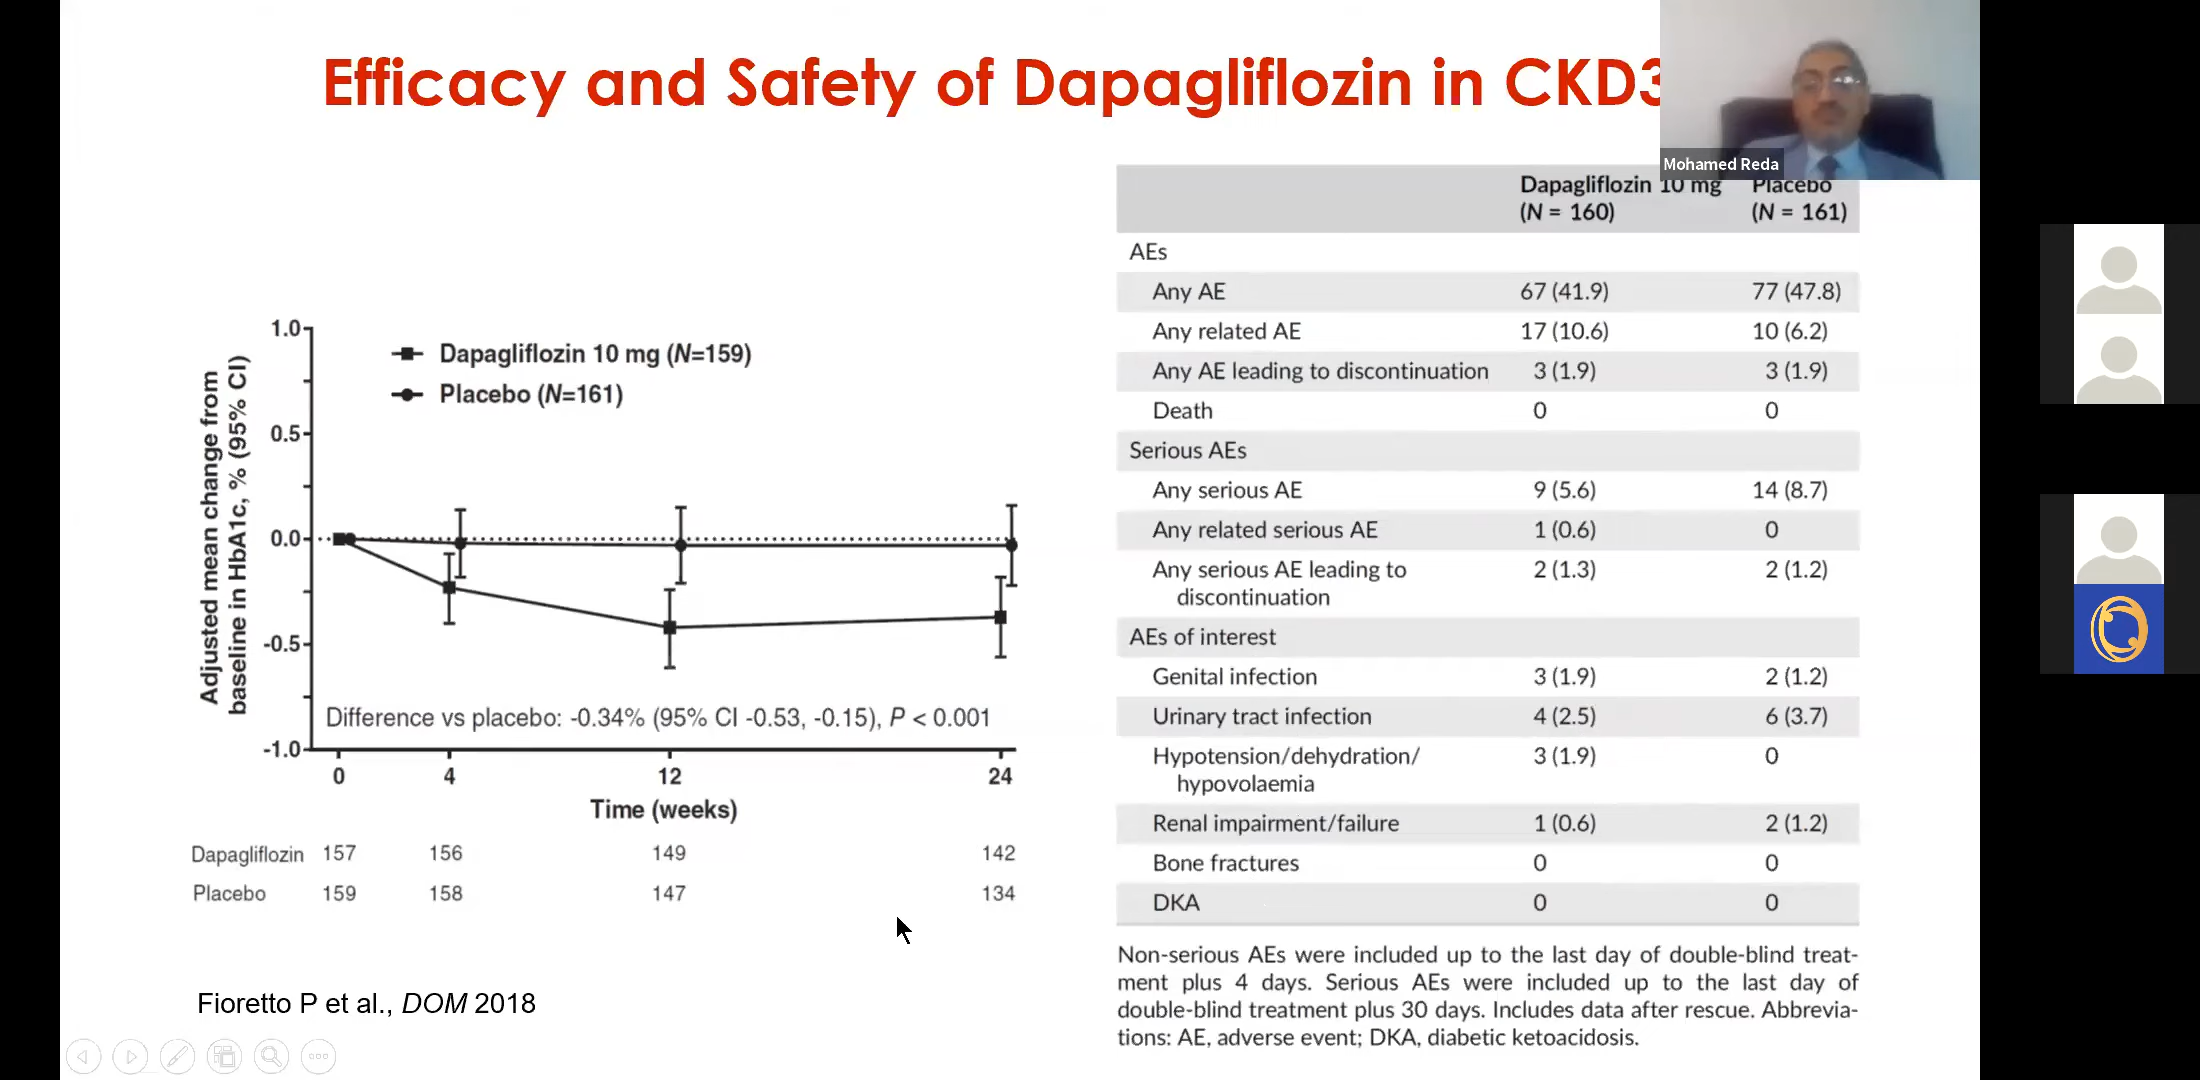 Efficacy and Safety of Dapagliflozin in CKD3
Mohamed Reda
1.0
0.5
0.0
-0.5
-1.0
Adjusted mean change from
baseline in HbA1c, % (95% CI)
Dapagliflozin 10 mg (N=159)
Placebo (N=161)
Difference vs placebo: -0.34% (95% CI -0.53, -0.15), P < 0.001
0 4 12 24
Time (weeks)
Dapagliflozin 157 156 149 142
Placebo 159 158 147 134
Fioretto P et al., DOM 2018
Dapagliflozin 10 mg Placebo
(N = 160) (N = 161)
AEs
Any AE 67 (41.9) 77 (47.8)
Any related AE 17 (10.6) 10 (6.2)
Any AE leading to discontinuation 3 (1.9) 3 (1.9)
Death 0 0
Serious AEs
Any serious AE 9 (5.6) 14 (8.7)
Any related serious AE 1 (0.6) 0
Any serious AE leading to 2 (1.3) 2 (1.2)
discontinuation
AEs of interest
Genital infection 3 (1.9) 2 (1.2)
Urinary tract infection 4 (2.5) 6 (3.7)
Hypotension/dehydration/ 3 (1.9) 0
hypovolaemia
Renal impairment/failure 1 (0.6) 2 (1.2)
Bone fractures 0 0
DKA 0 0
Non-serious AEs were included up to the last day of double-blind treat-
ment plus 4 days. Serious AEs were included up to the last day of
double-blind treatment plus 30 days. Includes data after rescue. Abbrevia-
tions: AE, adverse event; DKA, diabetic ketoacidosis.